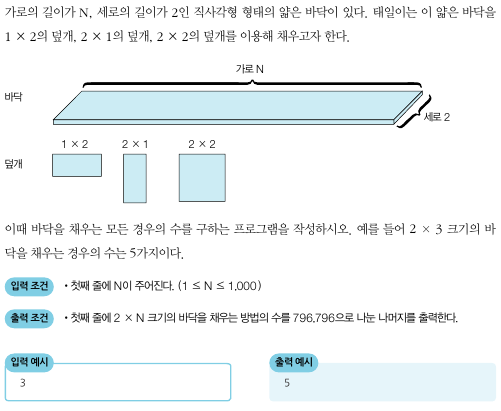 가로의 길이가 N, 세로의 길이가 2인 직사각형 형태의 얇은 바닥이 있다. 태일이는 이 얇은 바닥을
1 × 2의 덮개, 2 × 1의 덮개, 2 × 2의 덮개를 이용해 채우고자 한다.
가로 N
바닥
세로 2
1 × 2 2 × 1 2 × 2
덮개
이때 바닥을 채우는 모든 경우의 수를 구하는 프로그램을 작성하시오. 예를 들어 2 × 3 크기의 바
닥을 채우는 경우의 수는 5가지이다.
입력 조건 • 첫째 줄에 N이 주어진다. (1 ≤ N ≤ 1,000)
출력 조건 • 첫째 줄에 2 × N 크기의 바닥을 채우는 방법의 수를 796,796으로 나눈 나머지를 출력한다.
입력 예시
3
출력 예시
5